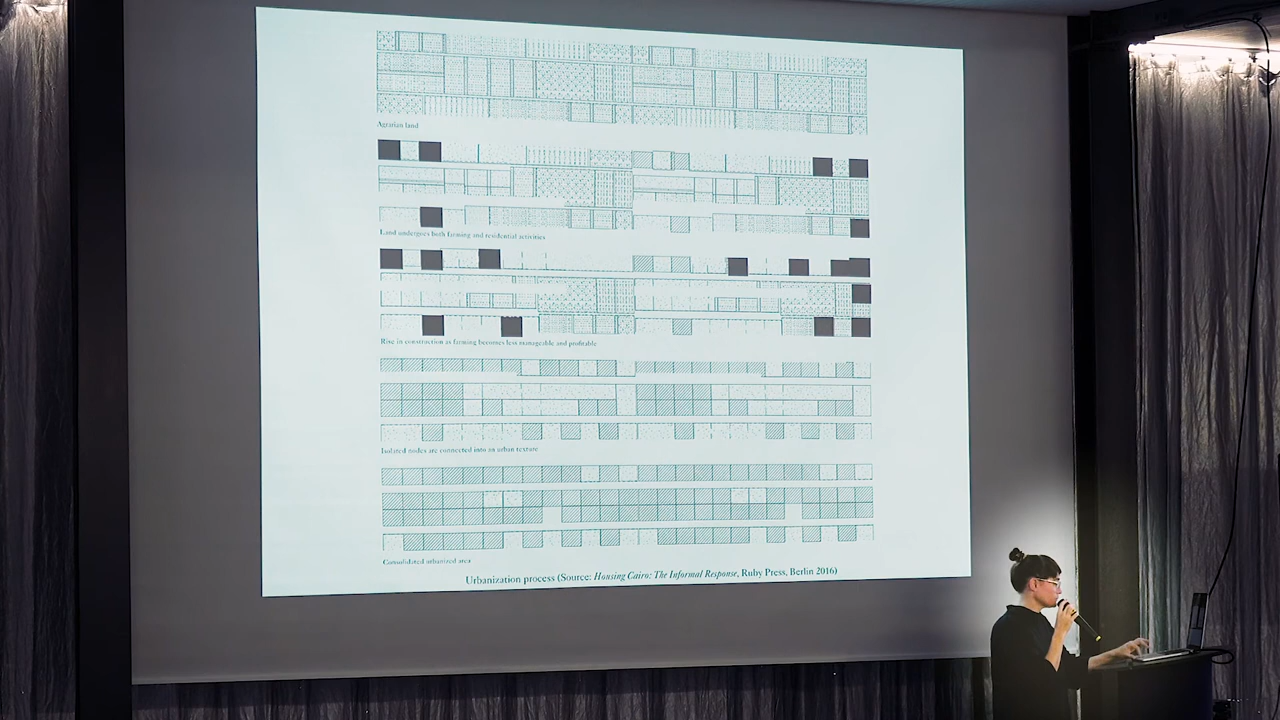 Agrarian land
Land undergoes both farming and residential activities
Rise in construction as farming becomes less manageable and profitable
Isolated nodes are connected into an urban texture
Consolidated urbanized area
Urbanization process (Source: Housing Cairo: The Informal Response, Ruby Press, Berlin 2016)